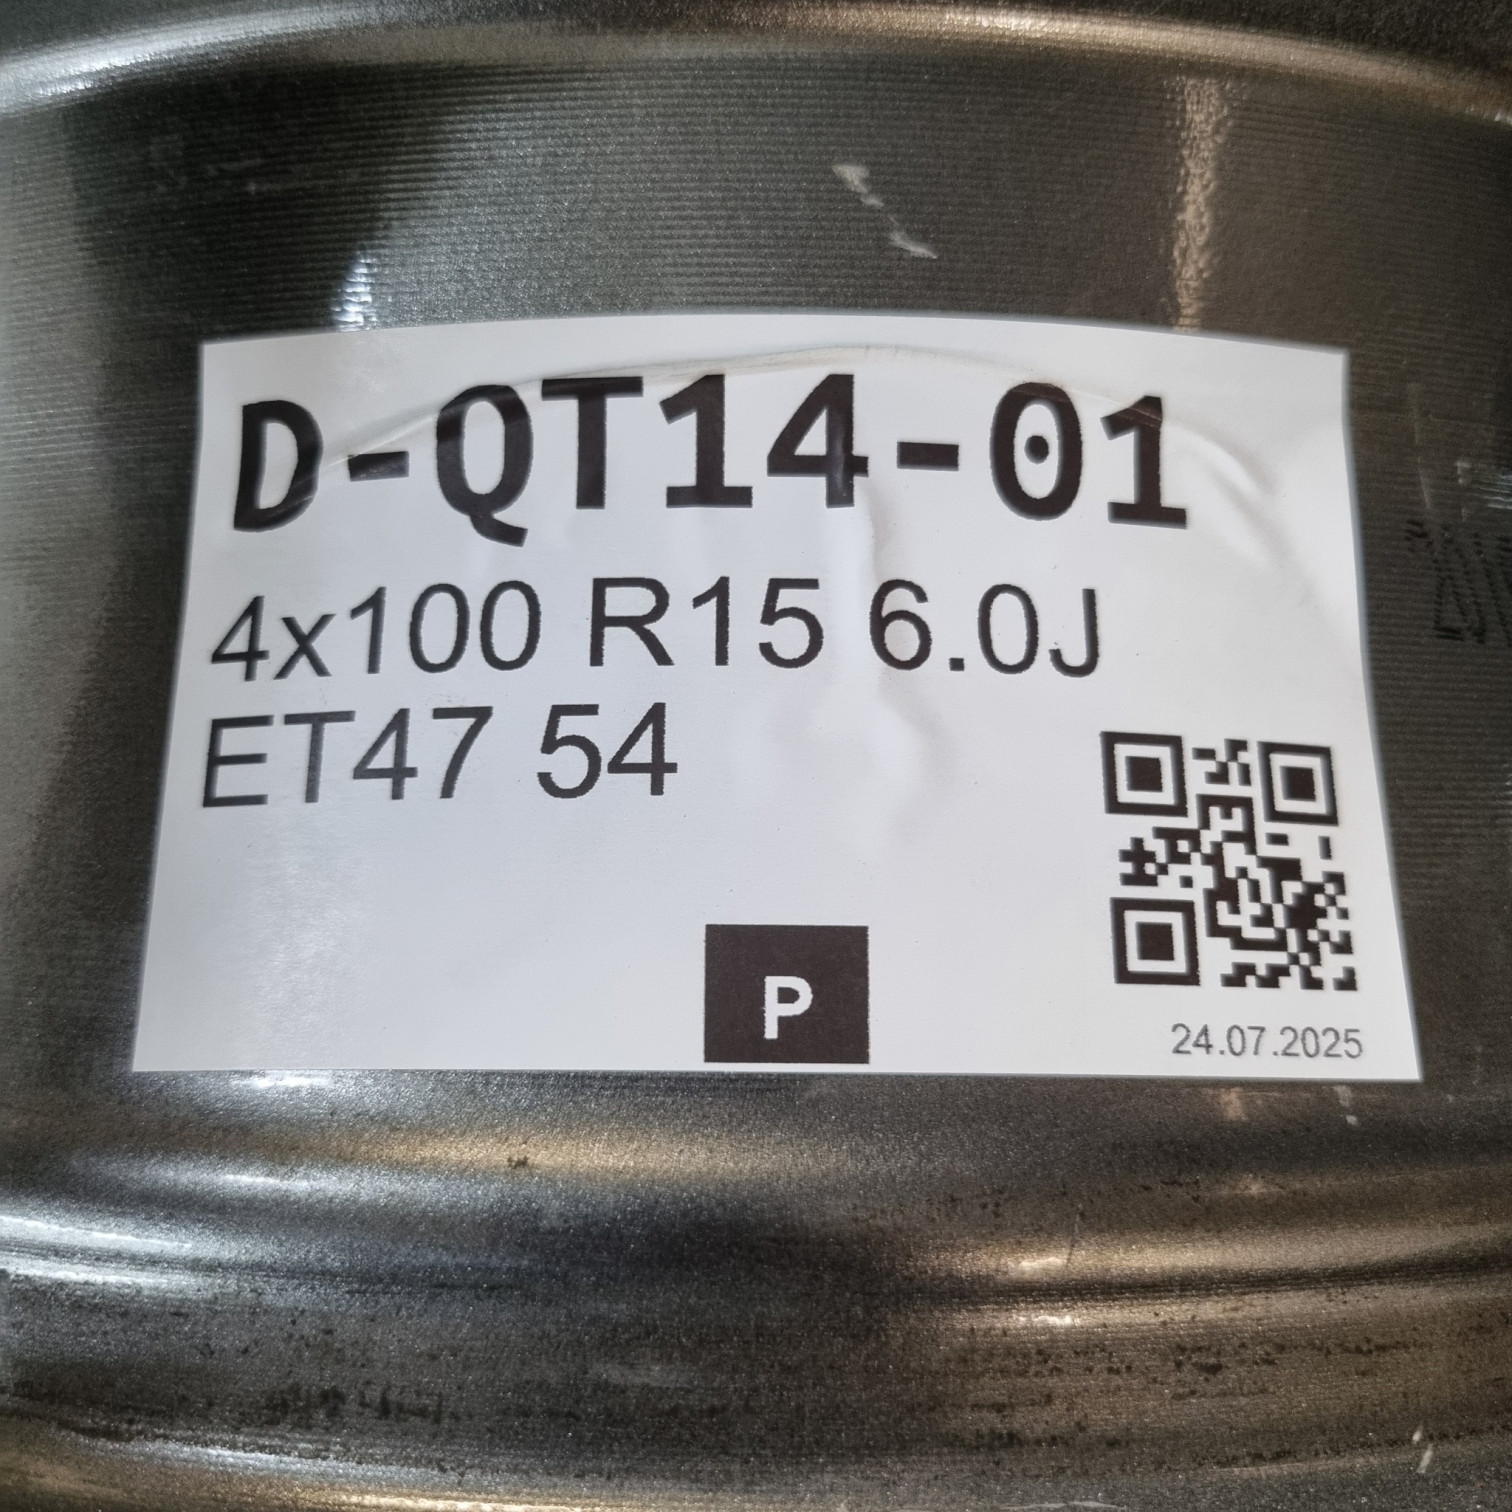 D-QT14-01
4x100 R15 6.0J
ET47 54
P
24.07.2025